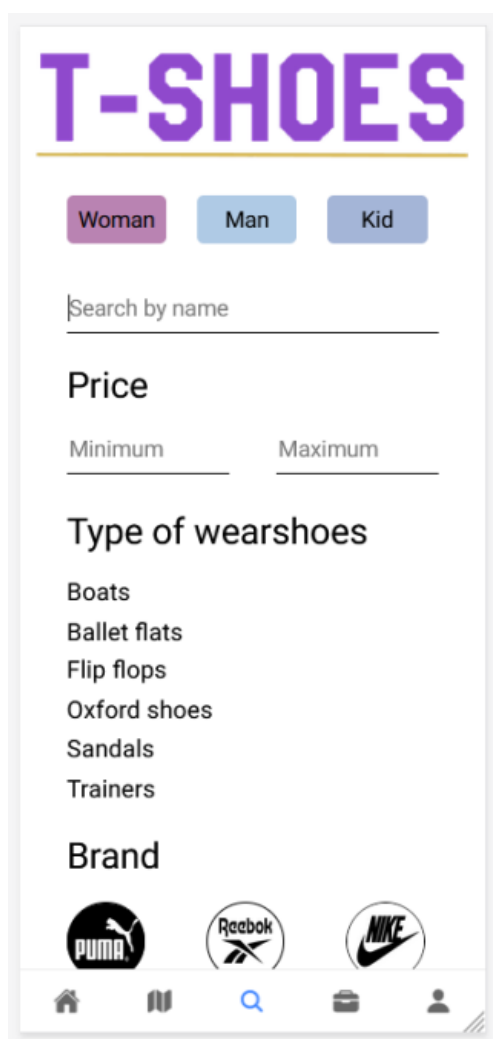 T-SHOES
Woman Man Kid
Search by name
Price
Minimum Maximum
Type of wearshoes
Boats
Ballet flats
Flip flops
Oxford shoes
Sandals
Trainers
Brand
PUMA Reebok NIKE